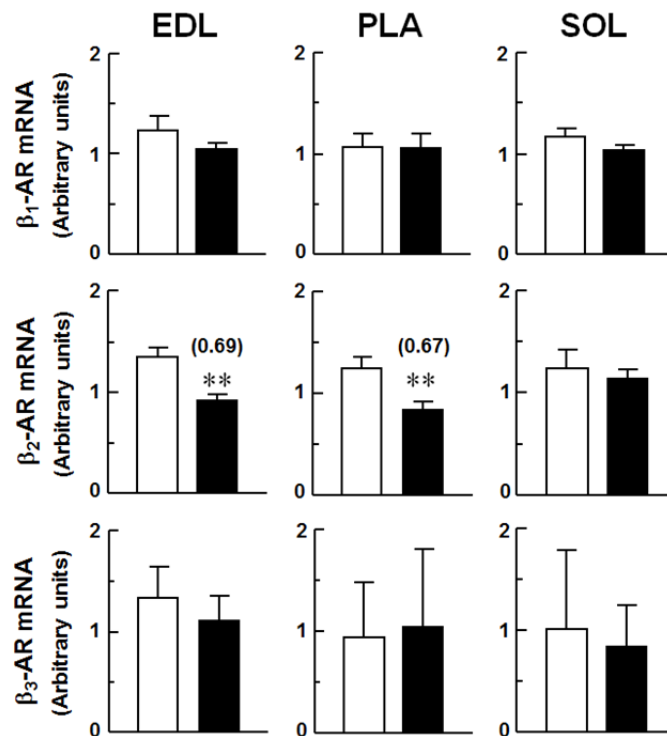 EDL PLA SOL
β₁-AR mRNA
(Arbitrary units)
2 2 2
1 1 1
0 0 0
β₂-AR mRNA
(Arbitrary units)
2 2 2
(0.69) (0.67)
** **
1 1 1
0 0 0
β₃-AR mRNA
(Arbitrary units)
2 2 2
1 1 1
0 0 0